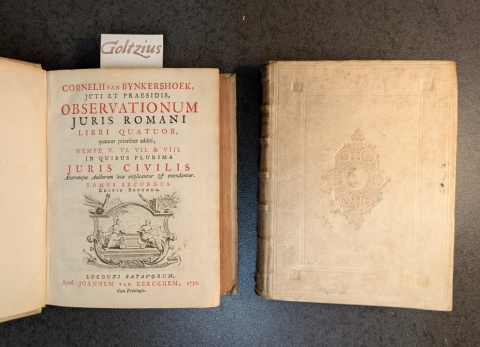 Goltzius
CORNELII VAN BYNKERSHOEK,
JCTI ET PRAESIDIS,
OBSERVATIONUM
JURIS ROMANI
LIBRI QUATUOR,
quatuor prioribus additi,
NEMPE V. VI. VII. & VIII.
IN QUIBUS PLURIMA
JURIS CIVILIS
Aliorumque Auctorum loca explicantur & emendantur.
TOMUS SECUNDUS
EDITIO SECUNDA.
LUGDUNI BATAVORUM,
Apud JOANNEM VAN KERCKHEM, 1750.
Cum Privilegio.